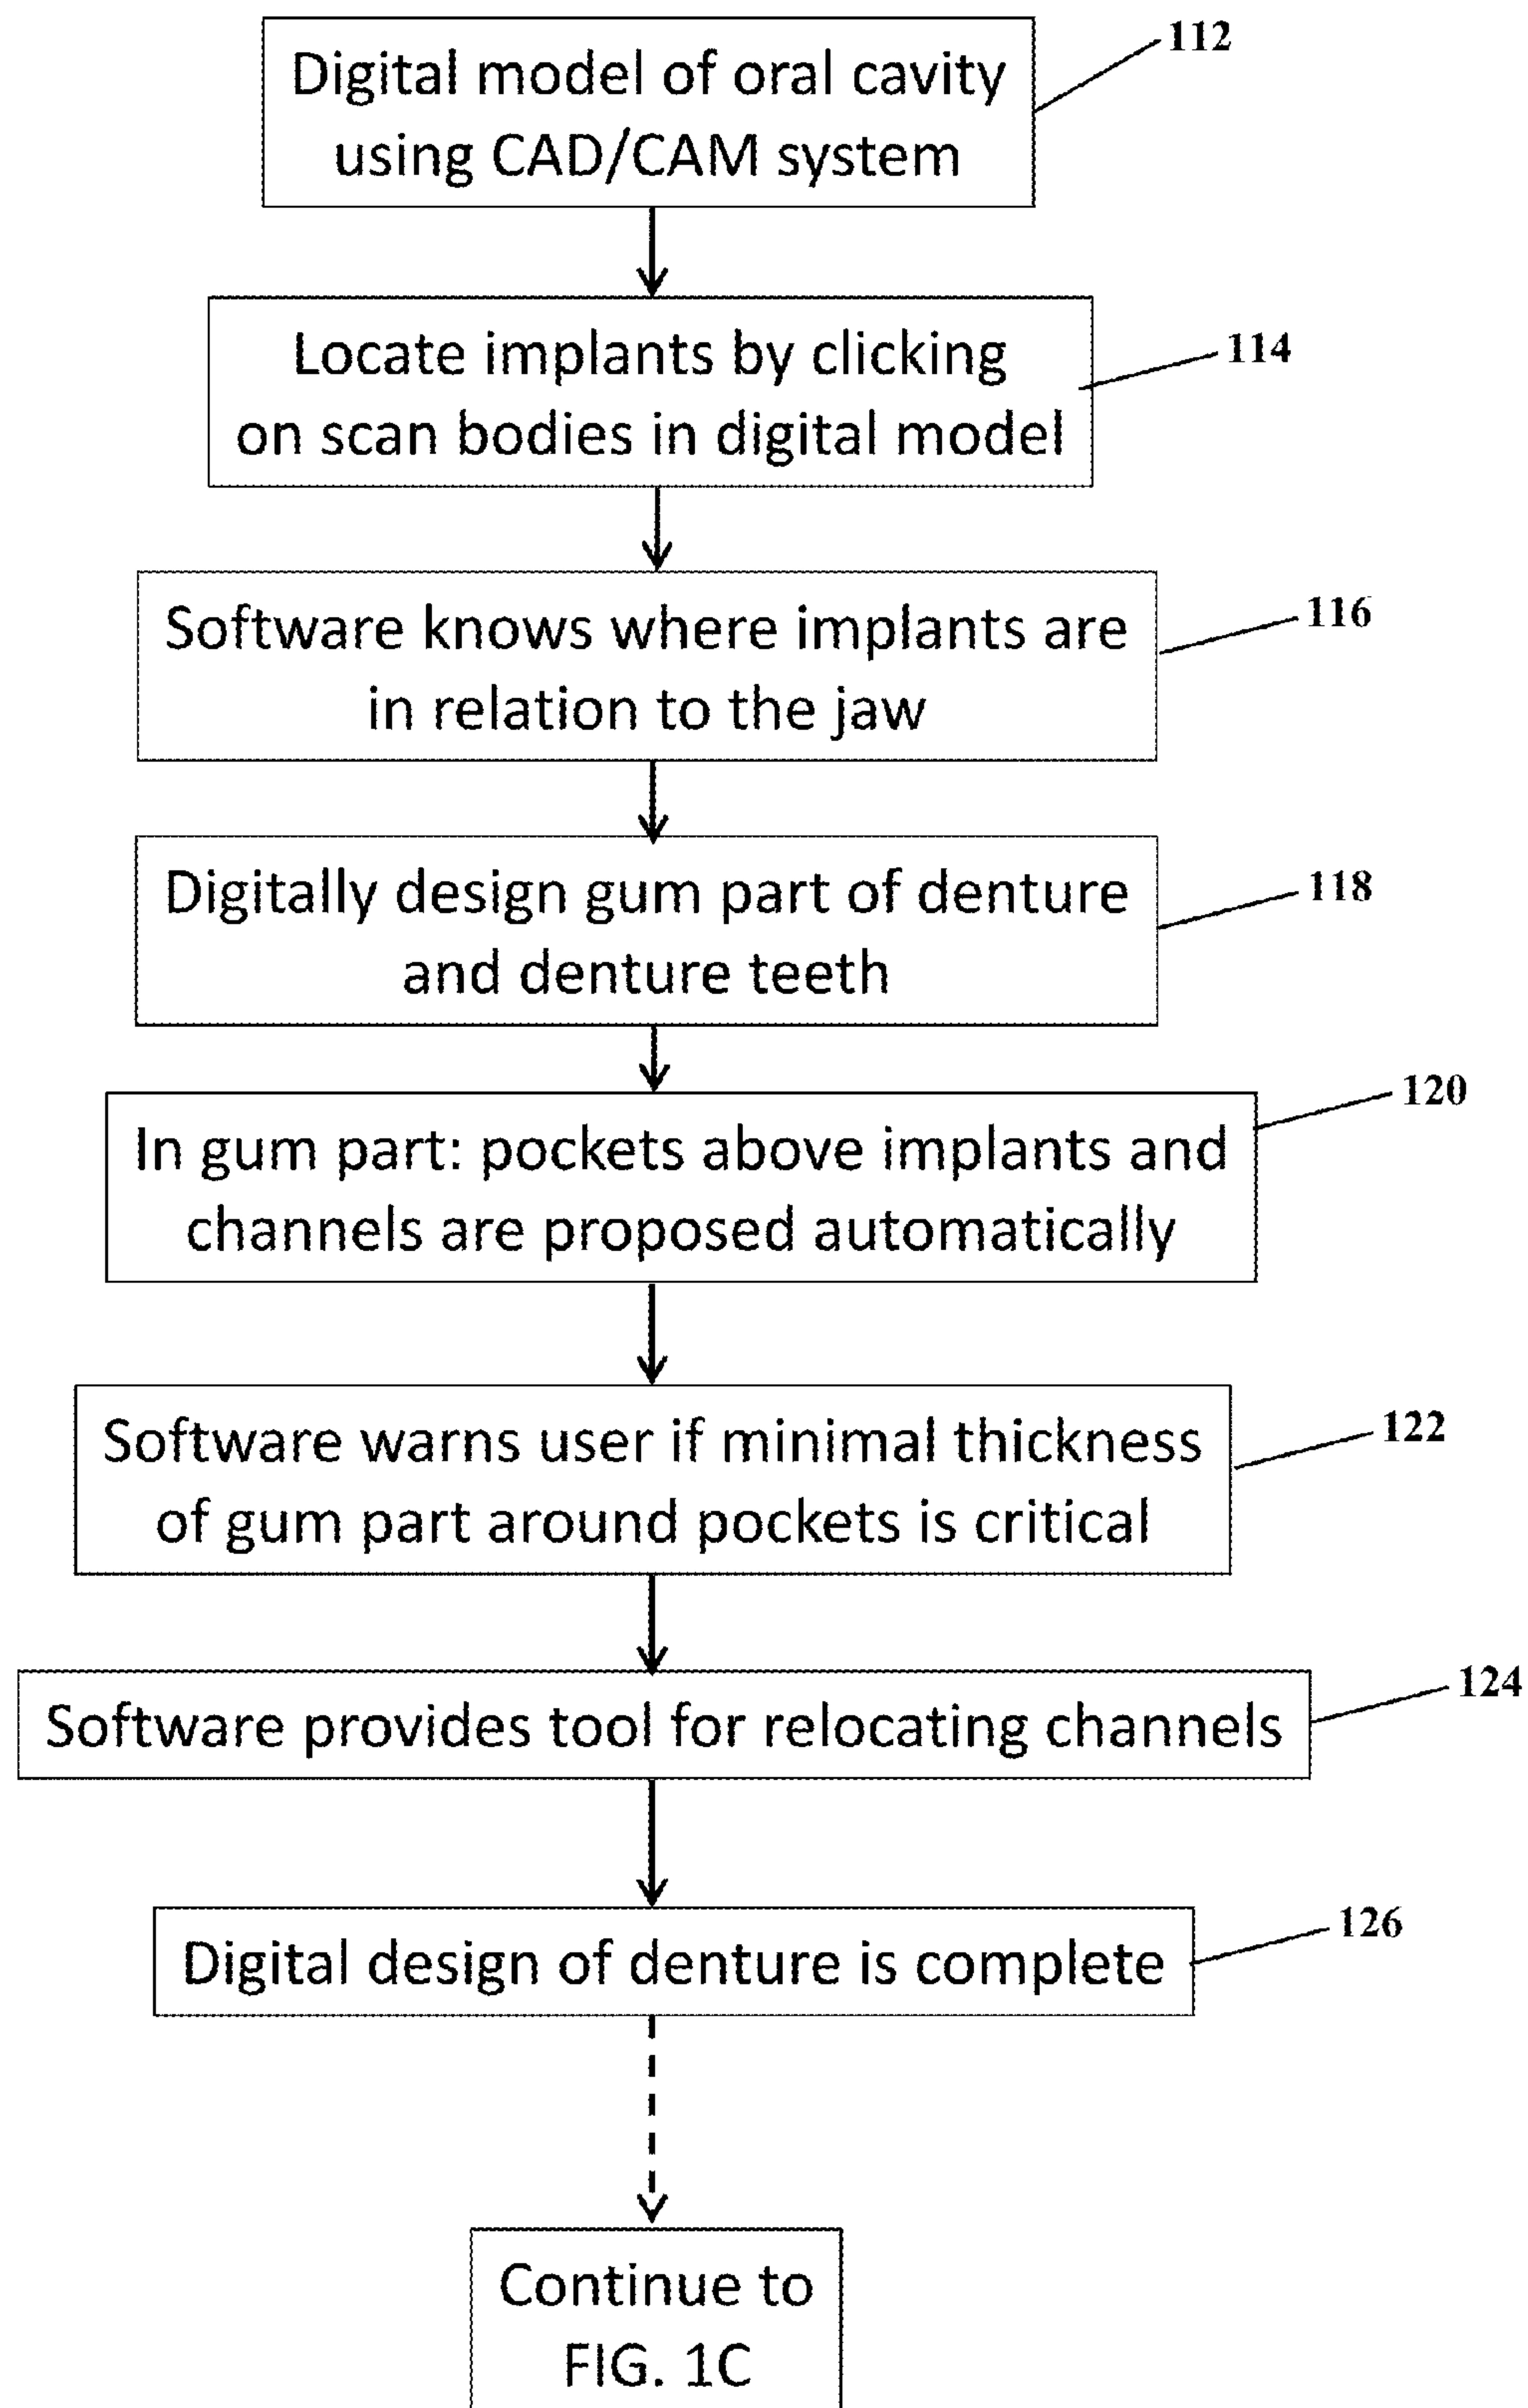 Digital model of oral cavity
using CAD/CAM system
112
Locate implants by clicking
on scan bodies in digital model
114
Software knows where implants are
in relation to the jaw
116
Digitally design gum part of denture
and denture teeth
118
In gum part: pockets above implants and
channels are proposed automatically
120
Software warns user if minimal thickness
of gum part around pockets is critical
122
Software provides tool for relocating channels
124
Digital design of denture is complete
126
Continue to
FIG. 1C